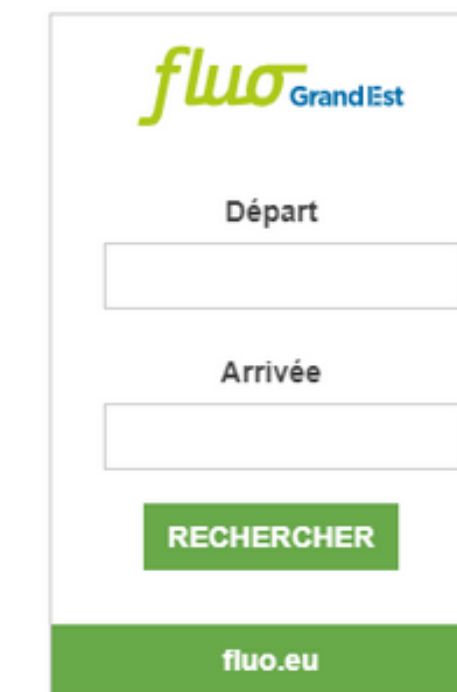 fluo GrandEst
Départ
Arrivée
RECHERCHER
fluo.eu